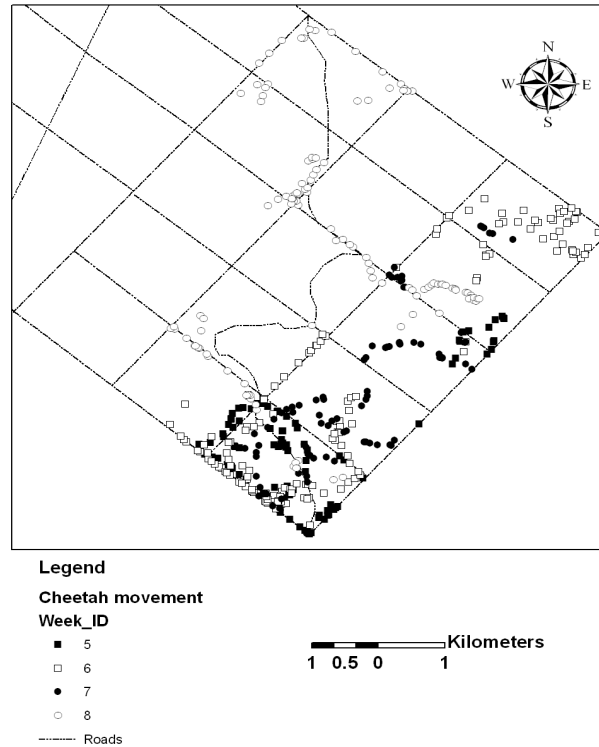 N
W E
S
Legend
Cheetah movement
Week_ID
5
6
7
8
Roads
Kilometers
1 0.5 0 1